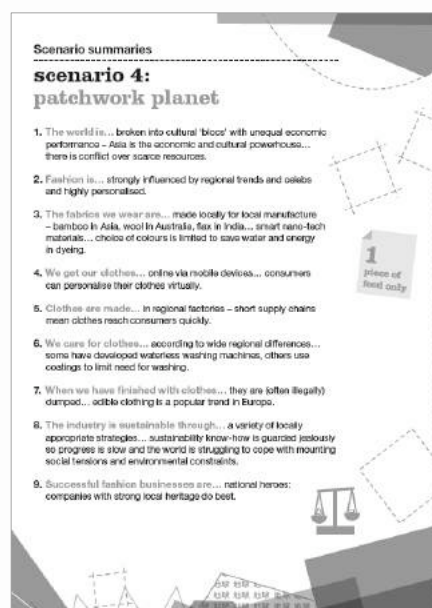 Scenario summaries
scenario 4:
patchwork planet
1. The world is... broken into cultural 'blocs' with unequal economic
performance – Asia is the economic and cultural powerhouse...
there is conflict over scarce resources.
2. Fashion is... strongly influenced by regional trends and celebs
and highly personalised.
3. The fabrics we wear are... made locally for local manufacture
– bamboo in Asia, wool in Australia, flax in India... smart nano-tech
materials... choice of colours is limited to save water and energy
in dyeing.
4. We get our clothes... online via mobile devices... consumers
can personalise their clothes virtually.
5. Clothes are made... in regional factories – short supply chains
mean clothes reach consumers quickly.
6. We care for clothes... according to wide regional differences...
some have developed waterless washing machines, others use
coatings to limit need for washing.
7. When we have finished with clothes... they are (often illegally)
dumped... edible clothing is a popular trend in Europe.
8. The industry is sustainable through... a variety of locally
appropriate strategies... sustainability know-how is guarded jealously
so progress is slow and the world is struggling to cope with mounting
social tensions and environmental constraints.
9. Successful fashion businesses are... national heroes:
companies with strong local heritage do best.
1
piece of
feed only